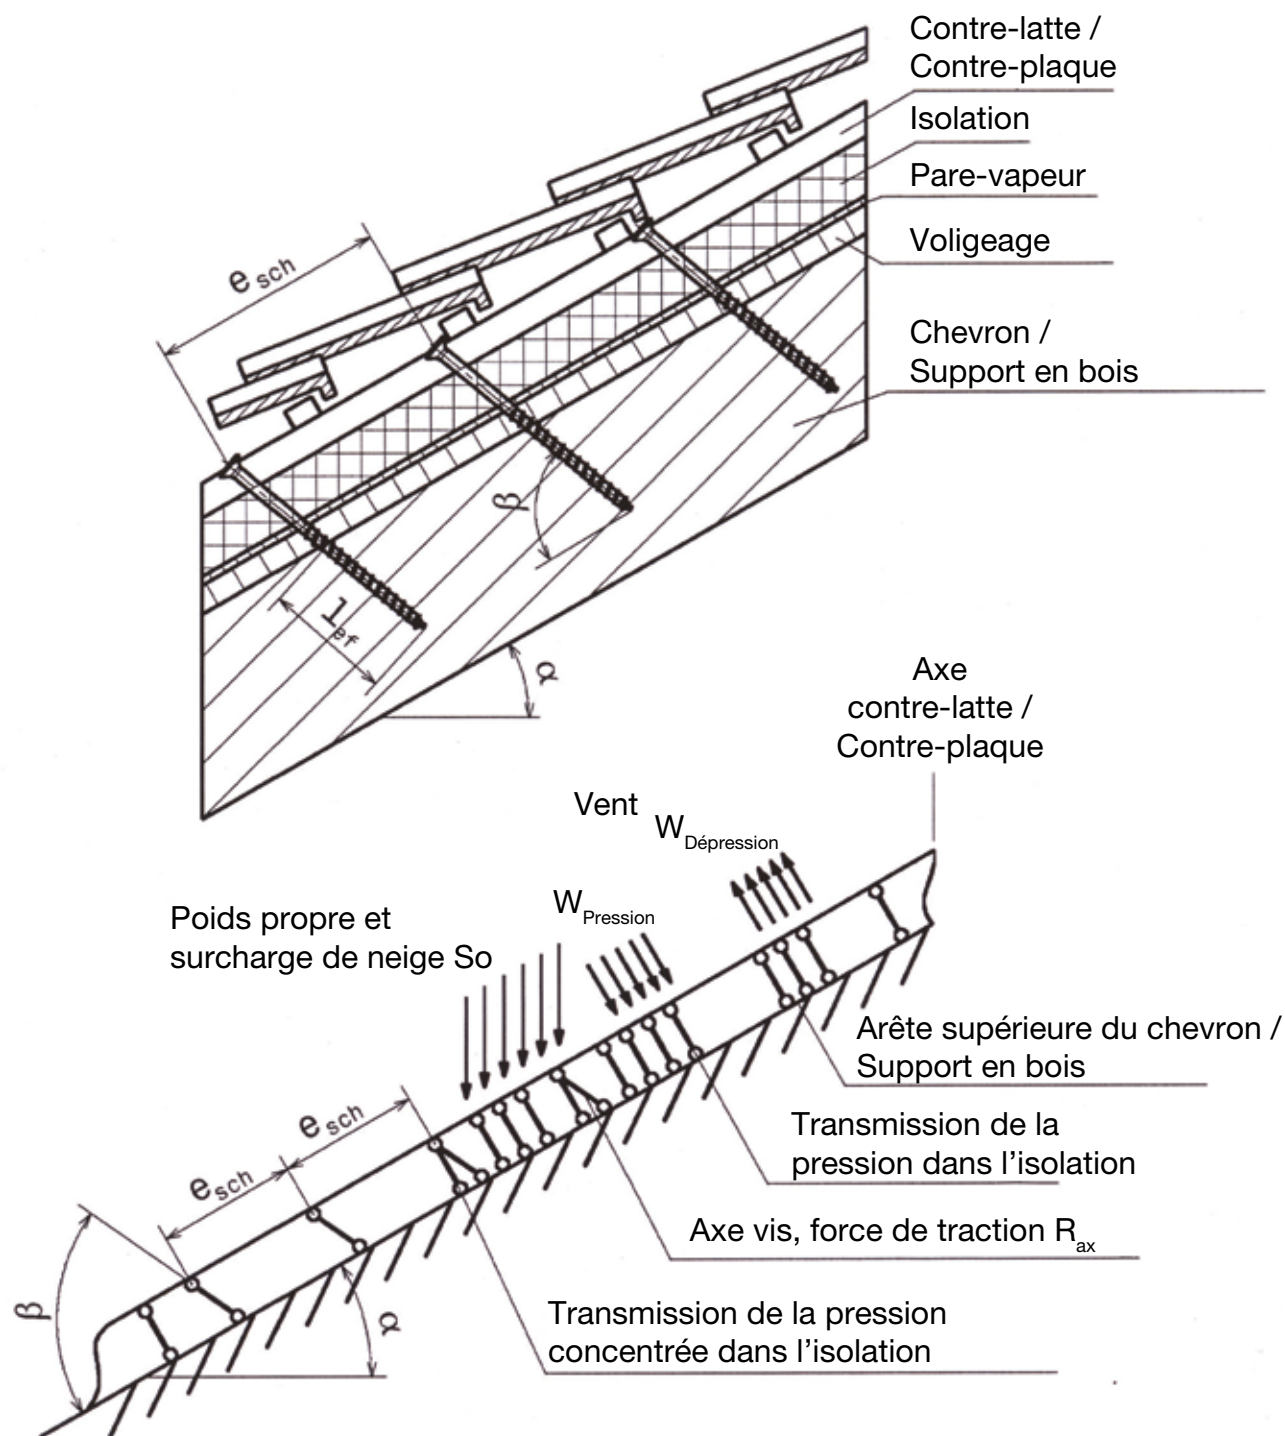 Contre-latte /
Contre-plaque
Isolation
Pare-vapeur
Voligeage
Chevron /
Support en bois
e sch
β
l ef
α
Axe
contre-latte /
Contre-plaque
Vent
W Dépression
W Pression
Poids propre et
surcharge de neige So
Arête supérieure du chevron /
Support en bois
e sch
e sch
Transmission de la
pression dans l’isolation
Axe vis, force de traction R ax
β
α
Transmission de la pression
concentrée dans l’isolation